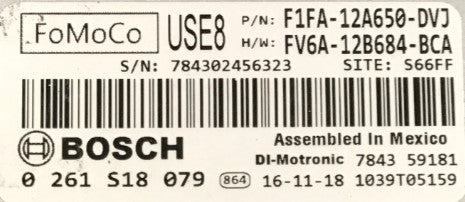 FoMoCo USE8 P/N: F1FA-12A650-DVJ
H/W: FV6A-12B684-BCA
S/N: 784302456323 SITE: S66FF
BOSCH Assembled In Mexico
DI-Motronic 7843 59181
0 261 S18 079 864 16-11-18 1039T05159